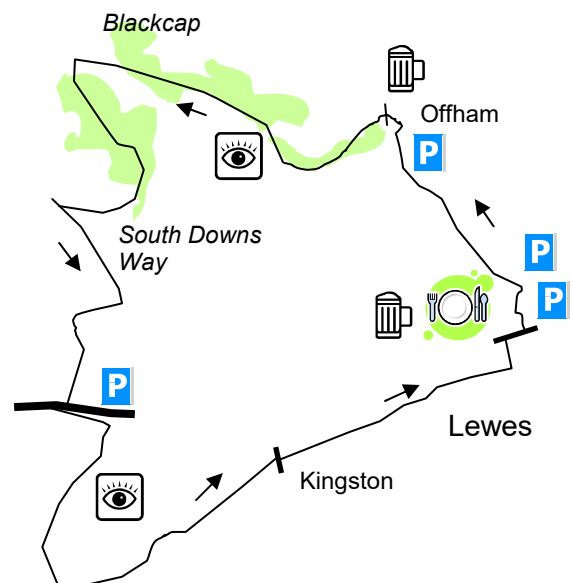 Blackcap
Offham
P
South Downs
Way
P
P
P
Lewes
Kingston